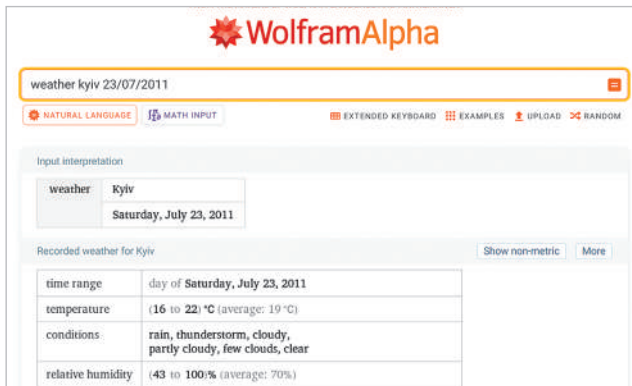 WolframAlpha
weather kyiv 23/07/2011
NATURAL LANGUAGE MATH INPUT EXTENDED KEYBOARD EXAMPLES UPLOAD RANDOM
Input interpretation
weather Kyiv
Saturday, July 23, 2011
Recorded weather for Kyiv Show non-metric More
time range day of Saturday, July 23, 2011
temperature (16 to 22) °C (average: 19 °C)
conditions rain, thunderstorm, cloudy,
partly cloudy, few clouds, clear
relative humidity (43 to 100)% (average: 70%)